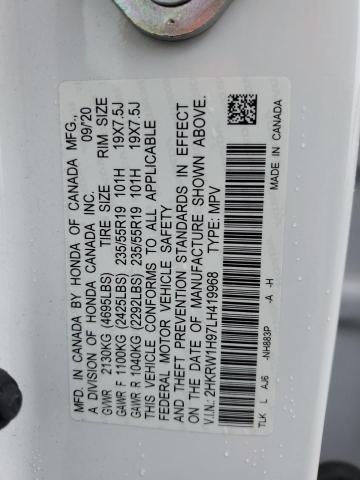 MFD. IN CANADA BY HONDA OF CANADA MFG.,
A DIVISION OF HONDA CANADA INC. 09/20
TIRE SIZE RIM SIZE
GVWR 2130KG (4695LBS)
GAWR F 1100KG (2425LBS) 235/55R19 101H 19X7.5J
GAWR R 1040KG (2292LBS) 235/55R19 101H 19X7.5J
THIS VEHICLE CONFORMS TO ALL APPLICABLE
FEDERAL MOTOR VEHICLE SAFETY
AND THEFT PREVENTION STANDARDS IN EFFECT
ON THE DATE OF MANUFACTURE SHOWN ABOVE.
V.I.N.: 2HKRW1H97LH419968 TYPE: MPV
TLK L AJ6 -NH883P -A -H
MADE IN CANADA